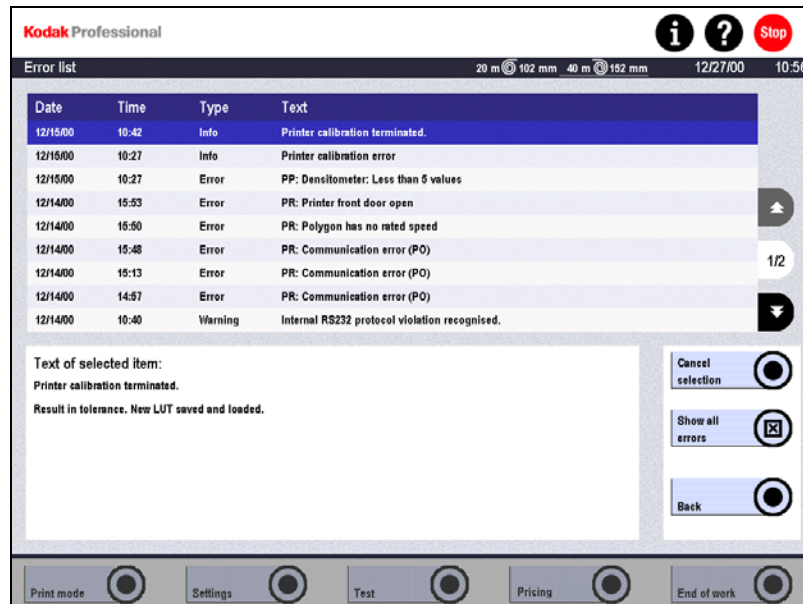 Kodak Professional
i ? Stop
Error list 20 m 102 mm 40 m 152 mm 12/27/00 10:56
Date Time Type Text
12/15/00 10:42 Info Printer calibration terminated.
12/15/00 10:27 Info Printer calibration error
12/15/00 10:27 Error PP: Densitometer: Less than 5 values
12/14/00 15:53 Error PR: Printer front door open
12/14/00 15:50 Error PR: Polygon has no rated speed
12/14/00 15:48 Error PR: Communication error (PO)
12/14/00 15:13 Error PR: Communication error (PO)
12/14/00 14:57 Error PR: Communication error (PO)
12/14/00 10:40 Warning Internal RS232 protocol violation recognised.
1/2
Text of selected item:
Printer calibration terminated.
Result in tolerance. New LUT saved and loaded.
Cancel
selection
Show all
errors
Back
Print mode Settings Test Pricing End of work